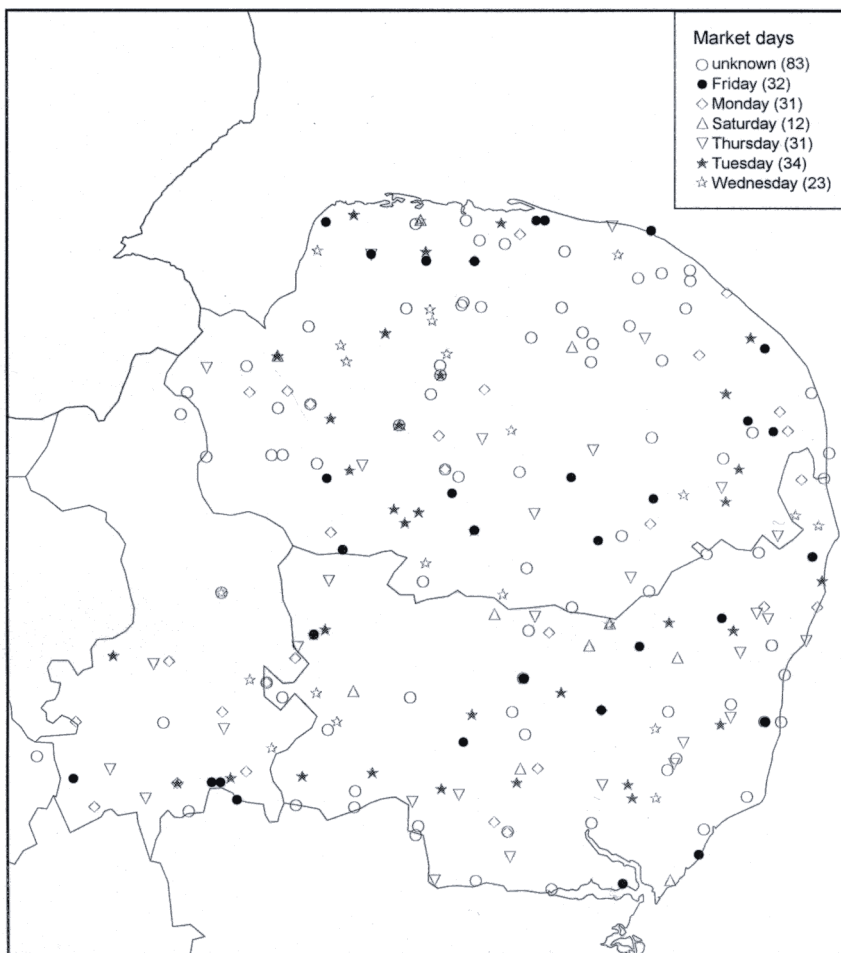 Market days
unknown (83)
Friday (32)
Monday (31)
Saturday (12)
Thursday (31)
Tuesday (34)
Wednesday (23)